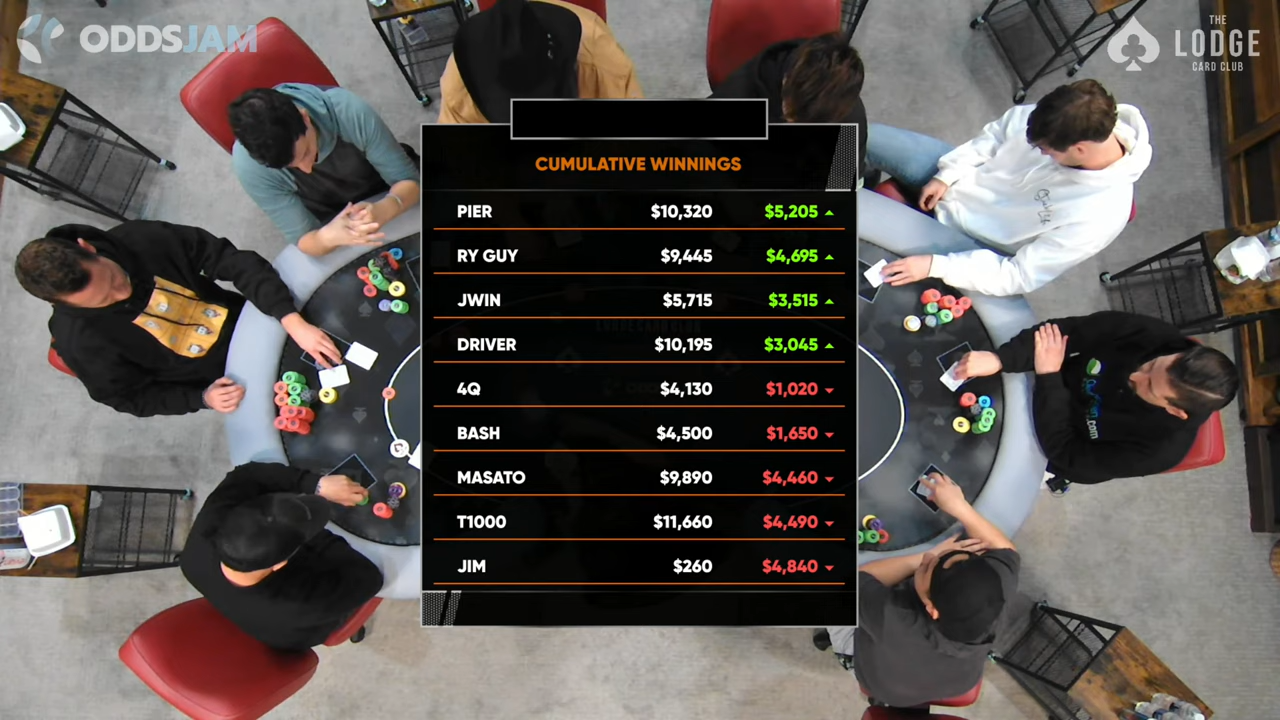 ODDSJAM
THE
LODGE
CARD CLUB
CUMULATIVE WINNINGS
PIER $10,320 $5,205
RY GUY $9,445 $4,695
JWIN $5,715 $3,515
DRIVER $10,195 $3,045
4Q $4,130 $1,020
BASH $4,500 $1,650
MASATO $9,890 $4,460
T1000 $11,660 $4,490
JIM $260 $4,840